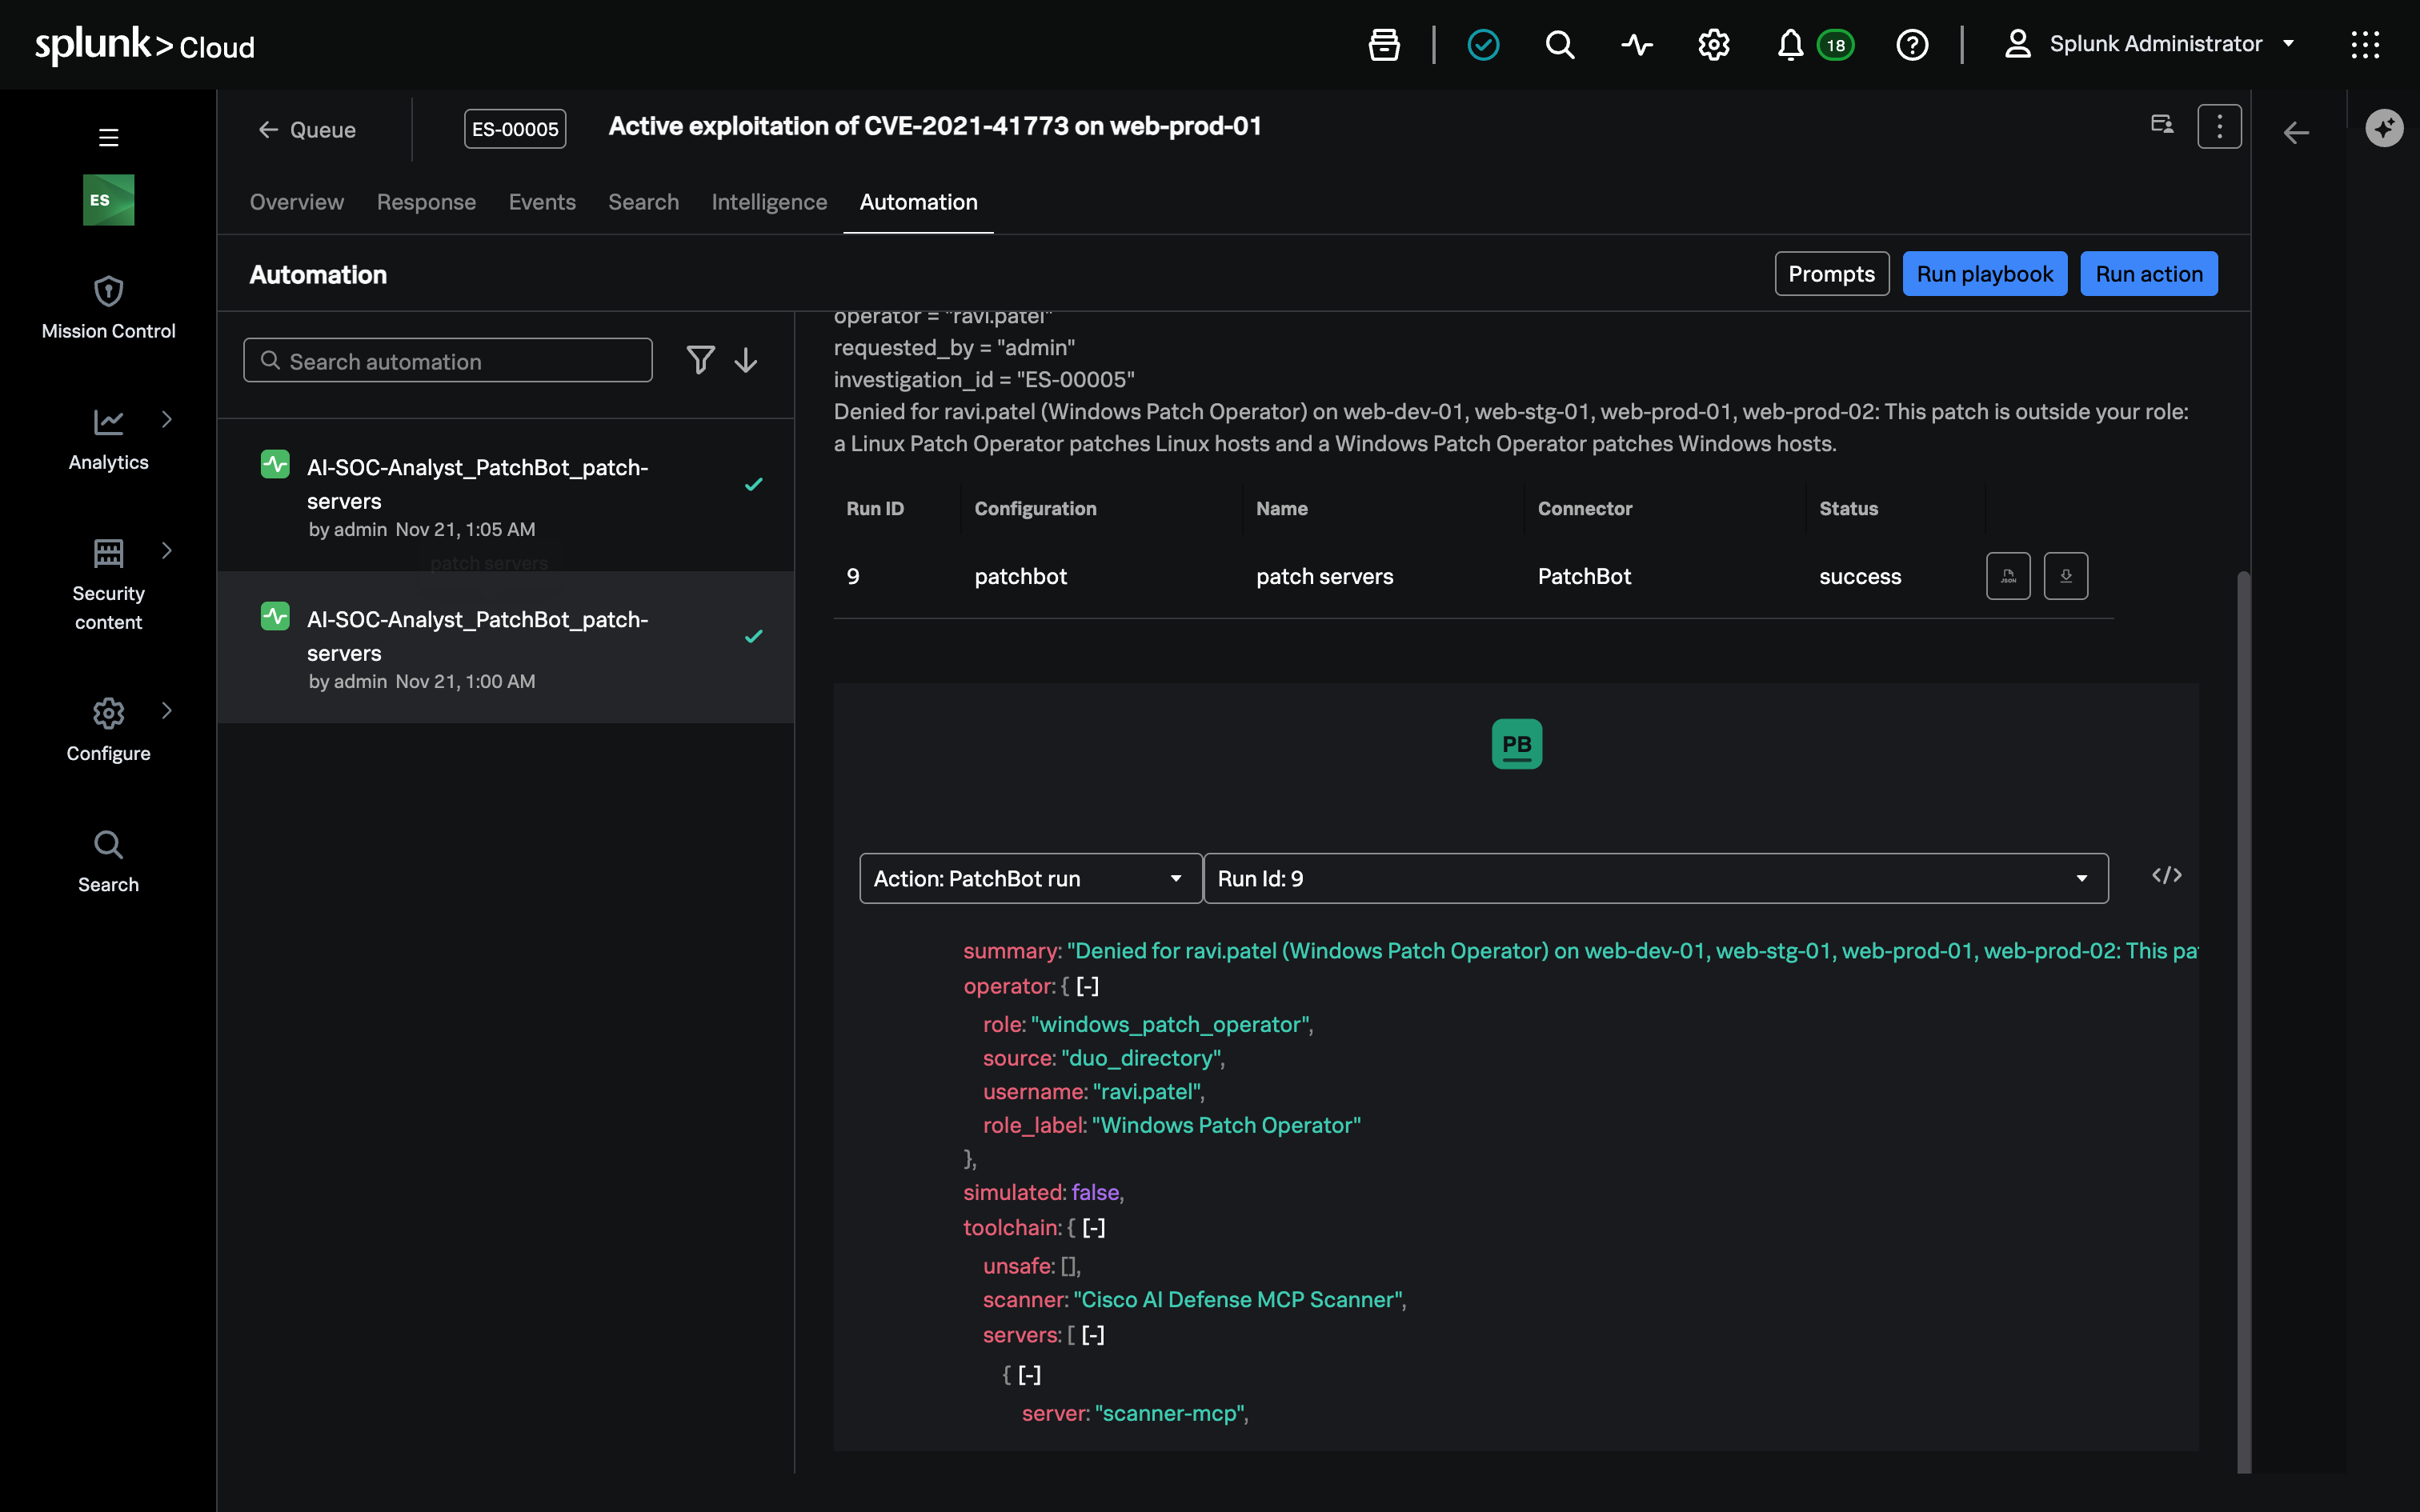 splunk>Cloud
18
Splunk Administrator
Queue
ES-00005
Active exploitation of CVE-2021-41773 on web-prod-01
ES
Mission Control
Analytics
Security
content
Configure
Search
Overview
Response
Events
Search
Intelligence
Automation
Automation
Prompts
Run playbook
Run action
Search automation
AI-SOC-Analyst_PatchBot_patch-
servers
by admin Nov 21, 1:05 AM
patch servers
AI-SOC-Analyst_PatchBot_patch-
servers
by admin Nov 21, 1:00 AM
operator = "ravi.patel"
requested_by = "admin"
investigation_id = "ES-00005"
Denied for ravi.patel (Windows Patch Operator) on web-dev-01, web-stg-01, web-prod-01, web-prod-02: This patch is outside your role:
a Linux Patch Operator patches Linux hosts and a Windows Patch Operator patches Windows hosts.
Run ID Configuration Name Connector Status
9 patchbot patch servers PatchBot success
JSON
PB
Action: PatchBot run
Run Id: 9
</>
summary: "Denied for ravi.patel (Windows Patch Operator) on web-dev-01, web-stg-01, web-prod-01, web-prod-02: This pa
operator: { [-]
role: "windows_patch_operator",
source: "duo_directory",
username: "ravi.patel",
role_label: "Windows Patch Operator"
},
simulated: false,
toolchain: { [-]
unsafe: [],
scanner: "Cisco AI Defense MCP Scanner",
servers: [ [-]
{ [-]
server: "scanner-mcp",